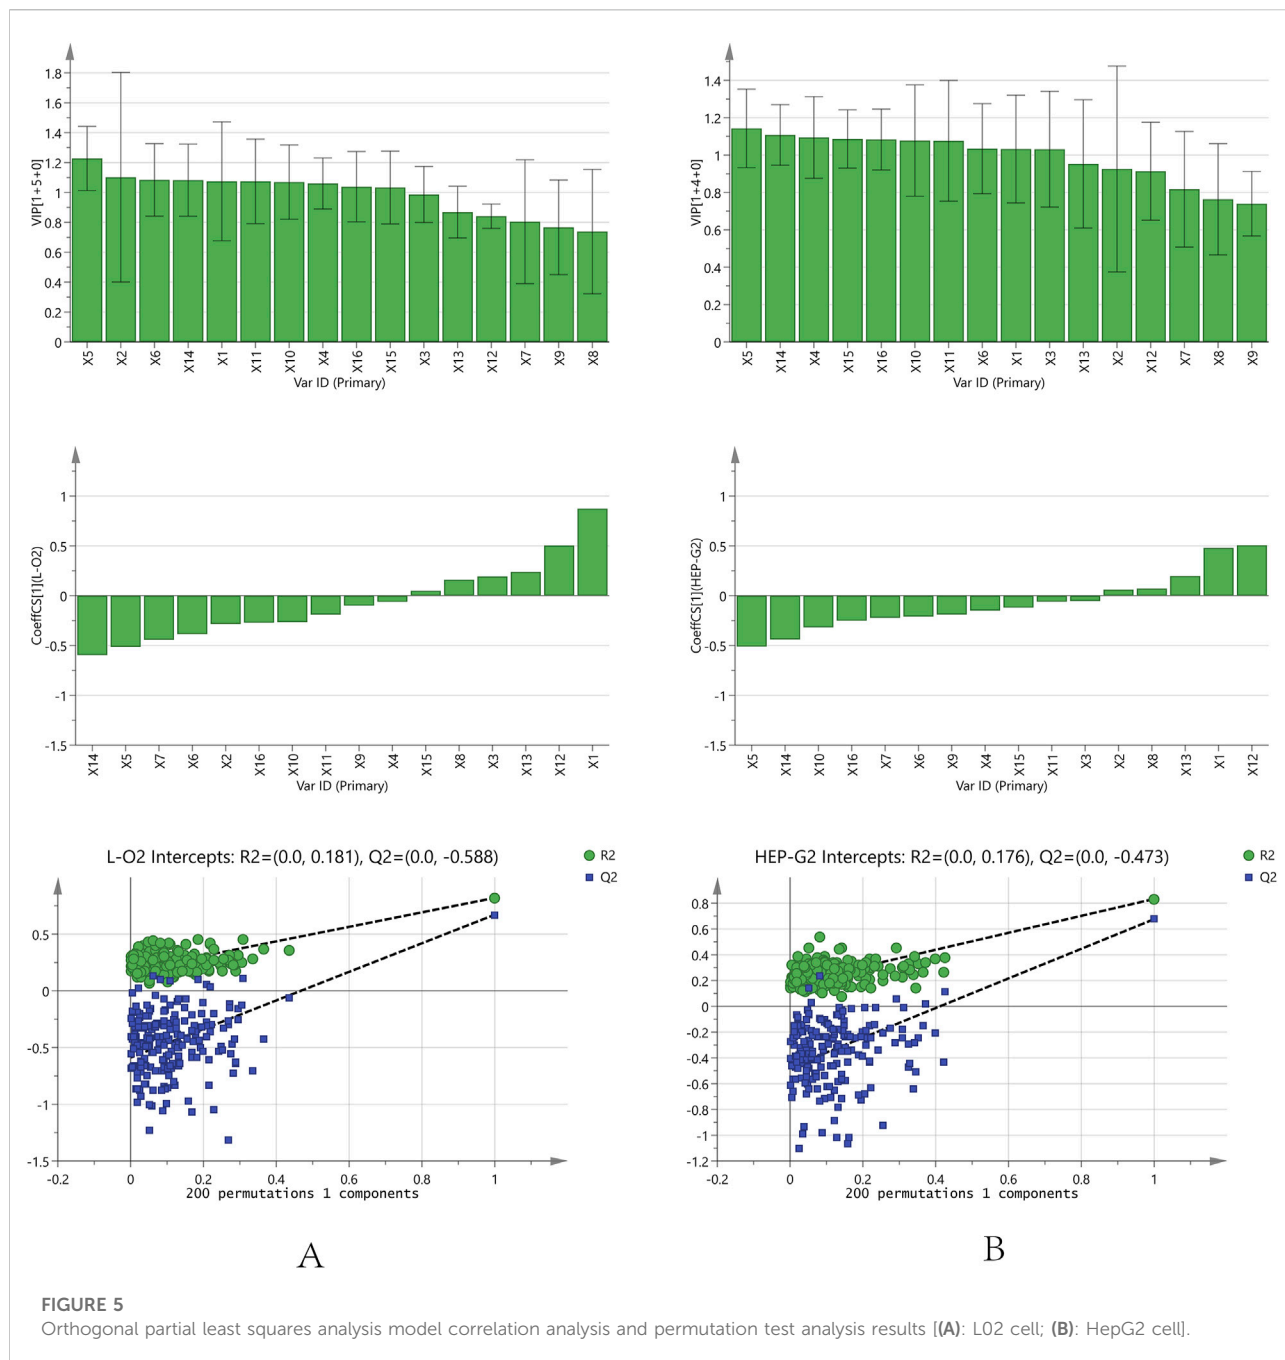 1.8
1.6
1.4
1.2
1
0.8
0.6
0.4
0.2
0
VIP[1+5+0]
X5 X2 X6 X14 X1 X11 X10 X4 X16 X15 X3 X13 X12 X7 X9 X8
Var ID (Primary)
1.4
1.2
1
0.8
0.6
0.4
0.2
0
VIP[1+4+0]
X5 X14 X4 X15 X16 X10 X11 X6 X1 X3 X13 X2 X12 X7 X8 X9
Var ID (Primary)
1
0.5
0
-0.5
-1
-1.5
CoeffCS[1](L-O2)
X14 X5 X7 X6 X2 X16 X10 X11 X9 X4 X15 X8 X3 X13 X12 X1
Var ID (Primary)
1
0.5
0
-0.5
-1
-1.5
CoeffCS[1](HEP-G2)
X5 X14 X10 X16 X7 X6 X9 X4 X15 X11 X3 X2 X8 X13 X1 X12
Var ID (Primary)
L-O2 Intercepts: R2=(0.0, 0.181), Q2=(0.0, -0.588)
R2
Q2
0.5
0
-0.5
-1
-1.5
-0.2 0 0.2 0.4 0.6 0.8 1
200 permutations 1 components
HEP-G2 Intercepts: R2=(0.0, 0.176), Q2=(0.0, -0.473)
R2
Q2
0.8
0.6
0.4
0.2
0
-0.2
-0.4
-0.6
-0.8
-1
-1.2
-0.2 0 0.2 0.4 0.6 0.8 1
200 permutations 1 components
A
B
FIGURE 5
Orthogonal partial least squares analysis model correlation analysis and permutation test analysis results [(A): L02 cell; (B): HepG2 cell].